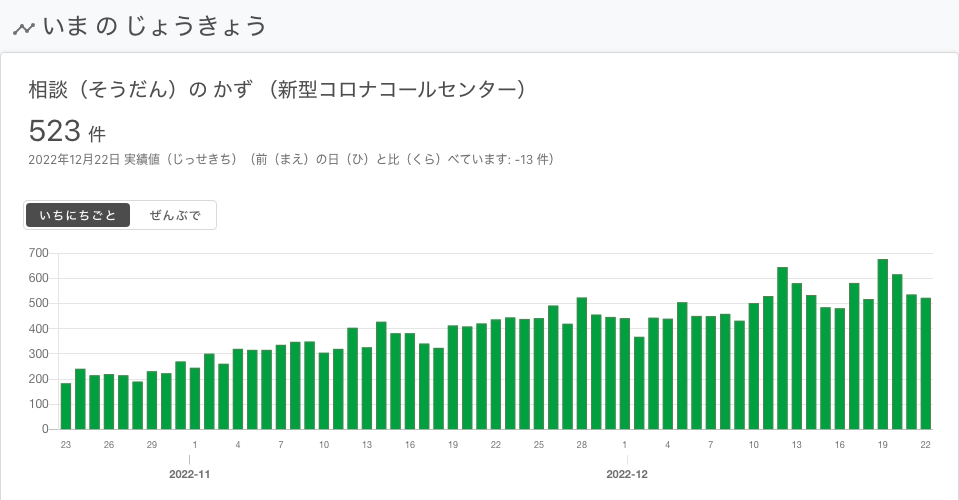 いま の じょうきょう
相談（そうだん）の かず （新型コロナコールセンター）
523 件
2022年12月22日 実績値（じっせきち）（前（まえ）の日（ひ）と比（くら）べています: -13 件）
いちにちごと ぜんぶで
700
600
500
400
300
200
100
0
23 26 29 1 4 7 10 13 16 19 22 25 28 1 4 7 10 13 16 19 22
2022-11 2022-12